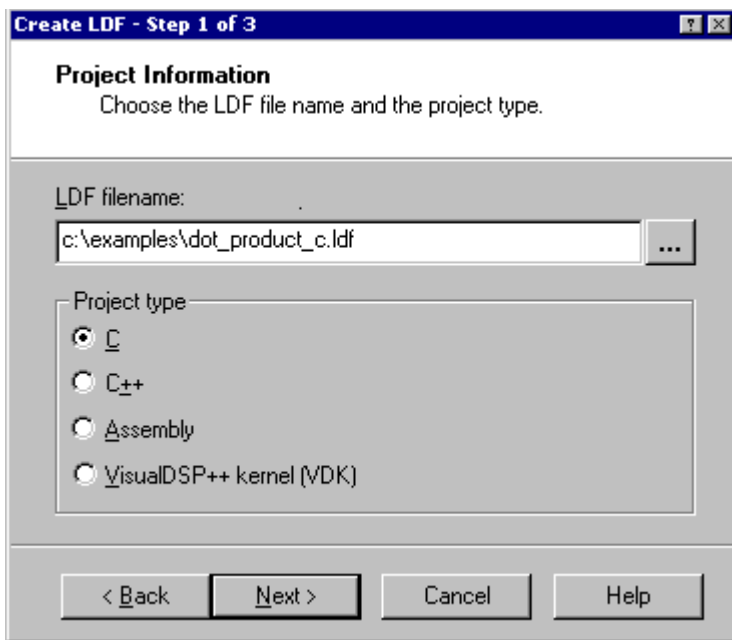 Create LDF - Step 1 of 3
Project Information
Choose the LDF file name and the project type.
LDF filename:
c:\examples\dot_product_c.ldf
...
Project type
C
C++
Assembly
VisualDSP++ kernel (VDK)
< Back Next > Cancel Help